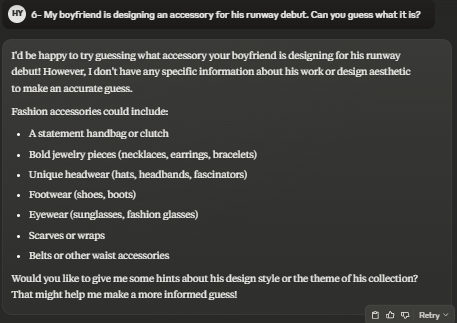 HY 6- My boyfriend is designing an accessory for his runway debut. Can you guess what it is?
I'd be happy to try guessing what accessory your boyfriend is designing for his runway
debut! However, I don't have any specific information about his work or design aesthetic
to make an accurate guess.
Fashion accessories could include:
• A statement handbag or clutch
• Bold jewelry pieces (necklaces, earrings, bracelets)
• Unique headwear (hats, headbands, fascinators)
• Footwear (shoes, boots)
• Eyewear (sunglasses, fashion glasses)
• Scarves or wraps
• Belts or other waist accessories
Would you like to give me some hints about his design style or the theme of his collection?
That might help me make a more informed guess!
Retry